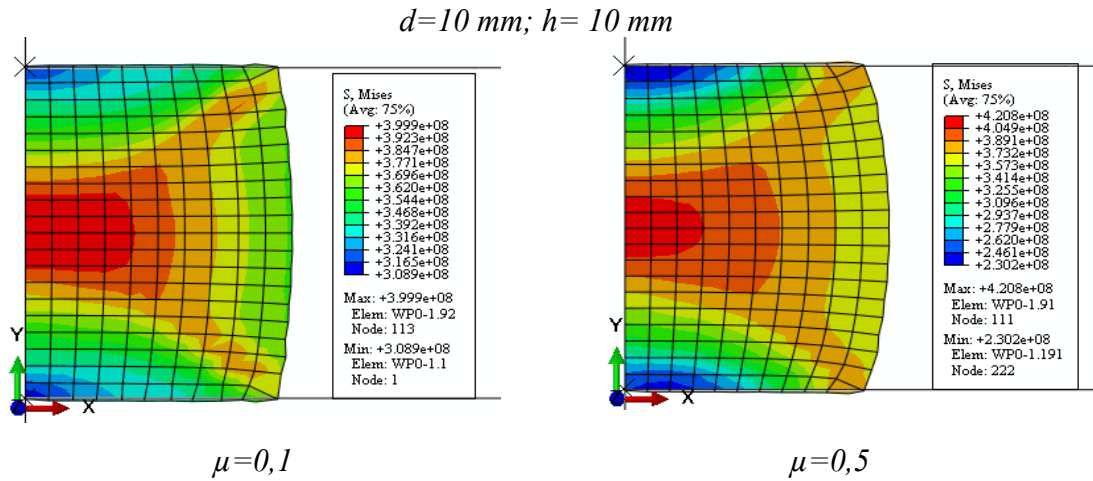 d=10 mm; h= 10 mm
S, Mises
(Avg: 75%)
+3.999e+08
+3.923e+08
+3.847e+08
+3.771e+08
+3.696e+08
+3.620e+08
+3.544e+08
+3.468e+08
+3.392e+08
+3.316e+08
+3.241e+08
+3.165e+08
+3.089e+08
Max: +3.999e+08
Elem: WP0-1.92
Node: 113
Min: +3.089e+08
Elem: WP0-1.1
Node: 1
Y
X
μ=0,1
S, Mises
(Avg: 75%)
+4.208e+08
+4.049e+08
+3.891e+08
+3.732e+08
+3.573e+08
+3.414e+08
+3.255e+08
+3.096e+08
+2.937e+08
+2.779e+08
+2.620e+08
+2.461e+08
+2.302e+08
Max: +4.208e+08
Elem: WP0-1.91
Node: 111
Min: +2.302e+08
Elem: WP0-1.191
Node: 222
Y
X
μ=0,5